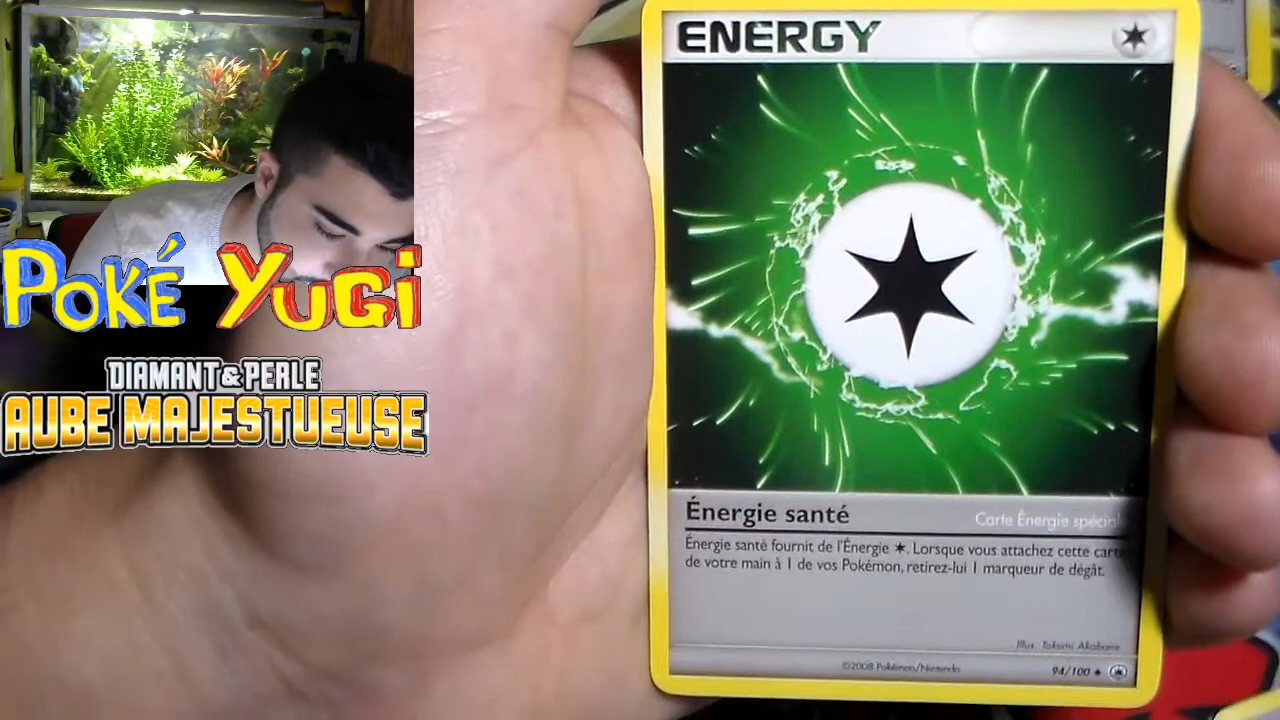 POKÉ YUGI
DIAMANT & PERLE
AUBE MAJESTUEUSE
ENERGY
Énergie santé
Carte Énergie spécial
Énergie santé fournit de l'Énergie ✶. Lorsque vous attachez cette carte
de votre main à 1 de vos Pokémon, retirez-lui 1 marqueur de dégât.
Illus. Takumi Akabane
©2008 Pokémon/Nintendo
94/100